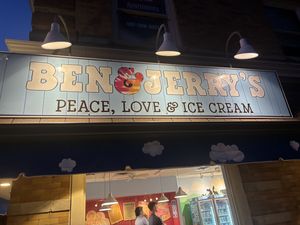 BEN & JERRY'S
PEACE, LOVE & ICE CREAM